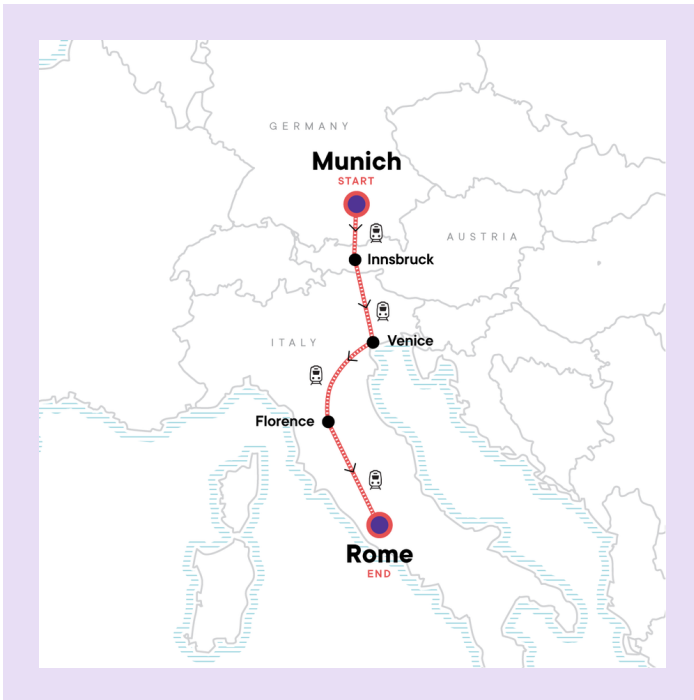 GERMANY
Munich
START
AUSTRIA
Innsbruck
ITALY
Venice
Florence
Rome
END